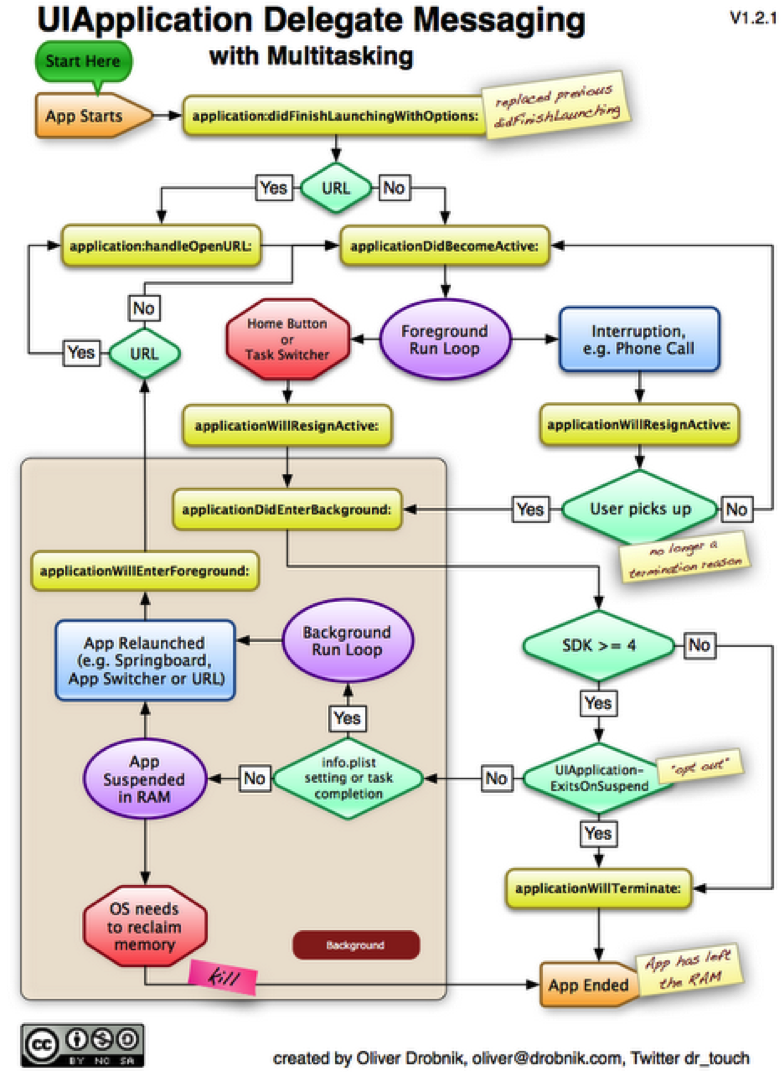 UIApplication Delegate Messaging
V1.2.1
with Multitasking
Start Here
App Starts
application:didFinishLaunchingWithOptions:
replaced previous
didFinishLaunching
Yes
URL
No
application:handleOpenURL:
applicationDidBecomeActive:
No
Yes
URL
Home Button
or
Task Switcher
Foreground
Run Loop
Interruption,
e.g. Phone Call
applicationWillResignActive:
applicationWillResignActive:
applicationDidEnterBackground:
Yes
User picks up
No
no longer a
termination reason
applicationWillEnterForeground:
App Relaunched
(e.g. Springboard,
App Switcher or URL)
Background
Run Loop
SDK >= 4
No
Yes
Yes
App
Suspended
in RAM
No
info.plist
setting or task
completion
No
UIApplication-
ExitsOnSuspend
"opt out"
Yes
applicationWillTerminate:
OS needs
to reclaim
memory
Background
kill
App Ended
App has left
the RAM
cc
BY NC SA
created by Oliver Drobnik, oliver@drobnik.com, Twitter dr_touch